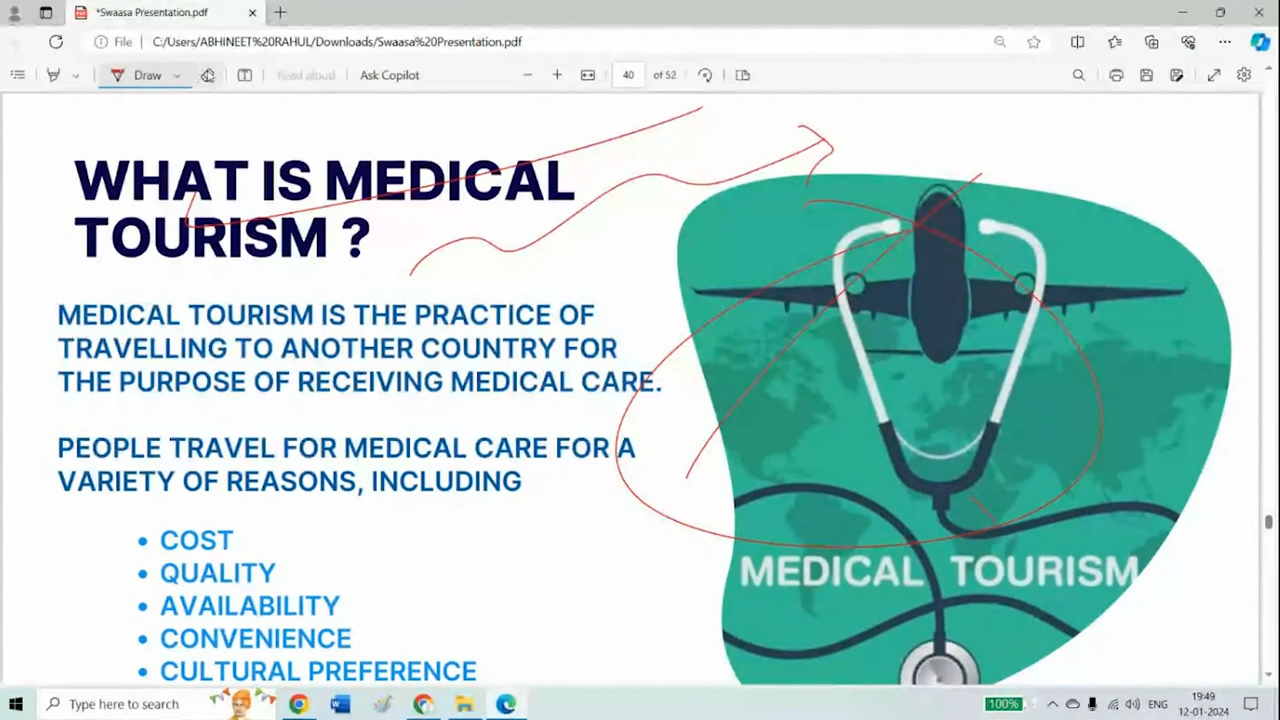 *Swaasa Presentation.pdf
File C:/Users/ABHINEET%20RAHUL/Downloads/Swaasa%20Presentation.pdf
Draw Read aloud Ask Copilot 40 of 52
WHAT IS MEDICAL
TOURISM ?
MEDICAL TOURISM IS THE PRACTICE OF
TRAVELLING TO ANOTHER COUNTRY FOR
THE PURPOSE OF RECEIVING MEDICAL CARE.
PEOPLE TRAVEL FOR MEDICAL CARE FOR A
VARIETY OF REASONS, INCLUDING
• COST
• QUALITY
• AVAILABILITY
• CONVENIENCE
• CULTURAL PREFERENCE
MEDICAL TOURISM
Type here to search
100%
ENG
19:49
12-01-2024